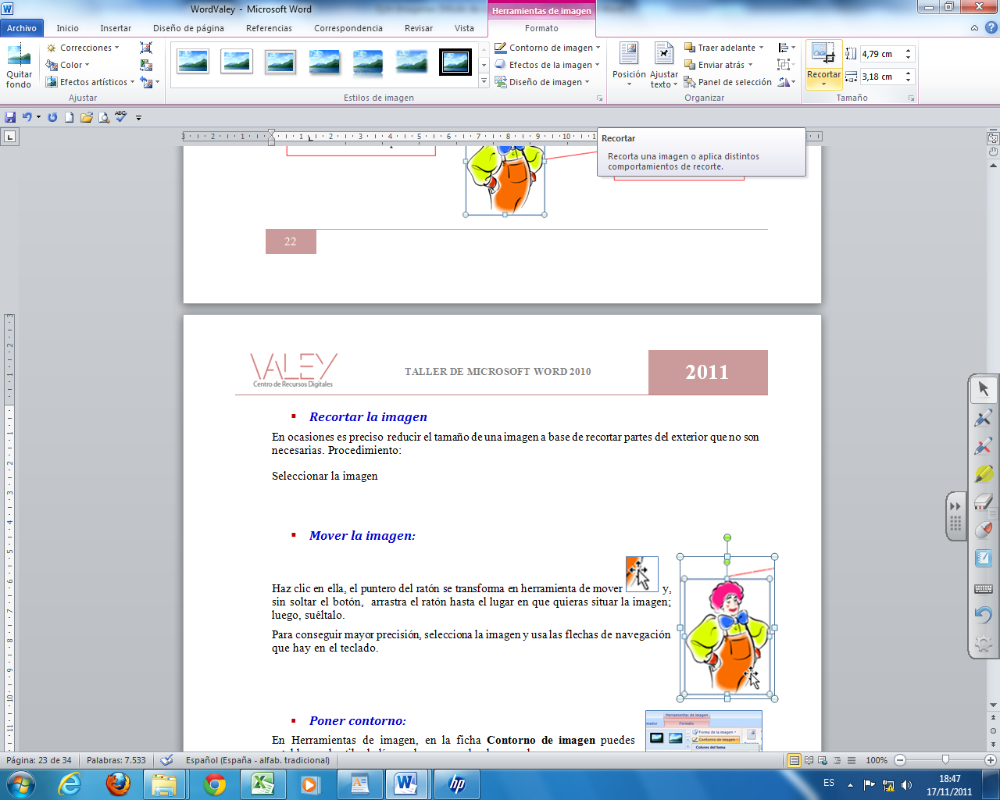 WordValey - Microsoft Word
Herramientas de imagen
Archivo Inicio Insertar Diseño de página Referencias Correspondencia Revisar Vista Formato
Quitar fondo
Correcciones
Color
Efectos artísticos
Ajustar
Estilos de imagen
Contorno de imagen
Efectos de la imagen
Diseño de imagen
Posición
Ajustar texto
Traer adelante
Enviar atrás
Panel de selección
Organizar
Recortar
4,79 cm
3,18 cm
Tamaño
Recortar
Recorta una imagen o aplica distintos
comportamientos de recorte.
22
VALEY
Centro de Recursos Digitales
TALLER DE MICROSOFT WORD 2010
2011
Recortar la imagen
En ocasiones es preciso reducir el tamaño de una imagen a base de recortar partes del exterior que no son
necesarias. Procedimiento:
Seleccionar la imagen
Mover la imagen:
Haz clic en ella, el puntero del ratón se transforma en herramienta de mover y,
sin soltar el botón, arrastra el ratón hasta el lugar en que quieras situar la imagen;
luego, suéltalo.
Para conseguir mayor precisión, selecciona la imagen y usa las flechas de navegación
que hay en el teclado.
Poner contorno:
En Herramientas de imagen, en la ficha Contorno de imagen puedes
Herramientas de imagen
Formato
Forma de la imagen
Contorno de imagen
Colores del tema
Página: 23 de 34 Palabras: 7.533 Español (España - alfab. tradicional) 100%
ES
18:47
17/11/2011